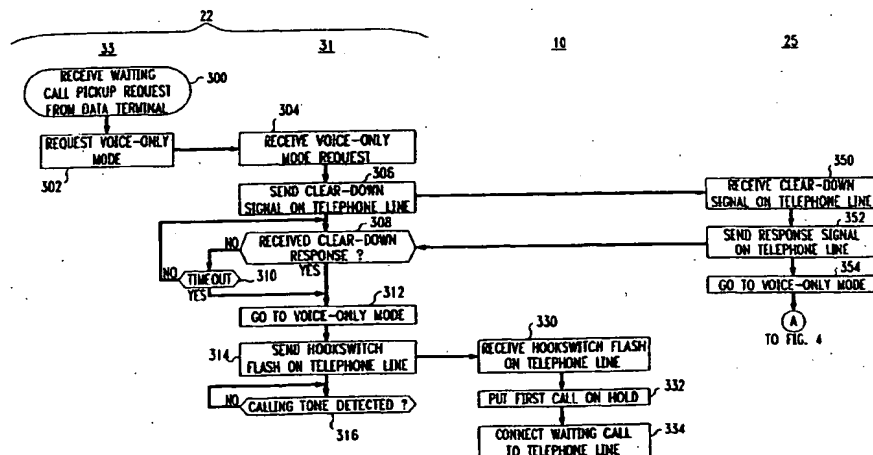 22
33
31
10
25
RECEIVE WAITING
CALL PICKUP REQUEST
FROM DATA TERMINAL
300
REQUEST VOICE-ONLY
MODE
302
304
RECEIVE VOICE-ONLY
MODE REQUEST
306
SEND CLEAR-DOWN
SIGNAL ON TELEPHONE LINE
308
RECEIVED CLEAR-DOWN
RESPONSE ?
NO
YES
NO
TIMEOUT
310
YES
312
GO TO VOICE-ONLY MODE
314
SEND HOOKSWITCH
FLASH ON TELEPHONE LINE
NO
CALLING TONE DETECTED ?
316
330
RECEIVE HOOKSWITCH FLASH
ON TELEPHONE LINE
332
PUT FIRST CALL ON HOLD
334
CONNECT WAITING CALL
TO TELEPHONE LINE
350
RECEIVE CLEAR-DOWN
SIGNAL ON TELEPHONE LINE
352
SEND RESPONSE SIGNAL
ON TELEPHONE LINE
354
GO TO VOICE-ONLY MODE
A
TO FIG. 4